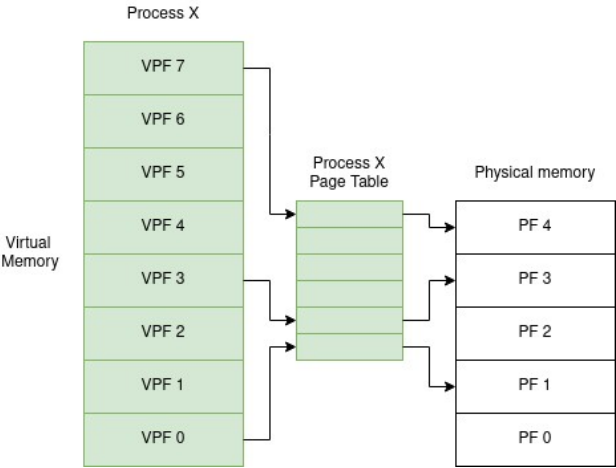 Process X
VPF 7
VPF 6
VPF 5
VPF 4
VPF 3
VPF 2
VPF 1
VPF 0
Virtual
Memory
Process X
Page Table
Physical memory
PF 4
PF 3
PF 2
PF 1
PF 0